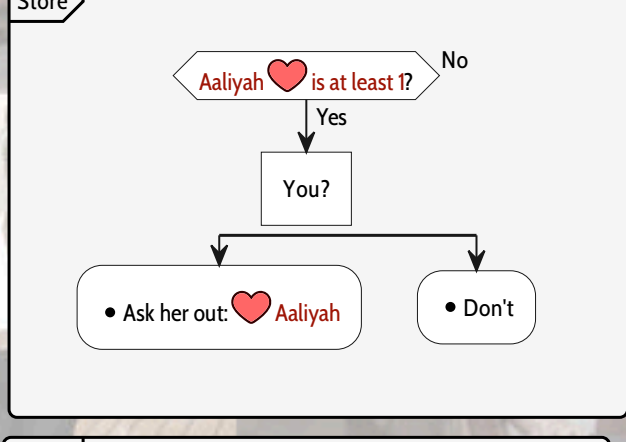 Store
No
Aaliyah is at least 1?
Yes
You?
• Ask her out: Aaliyah
• Don't